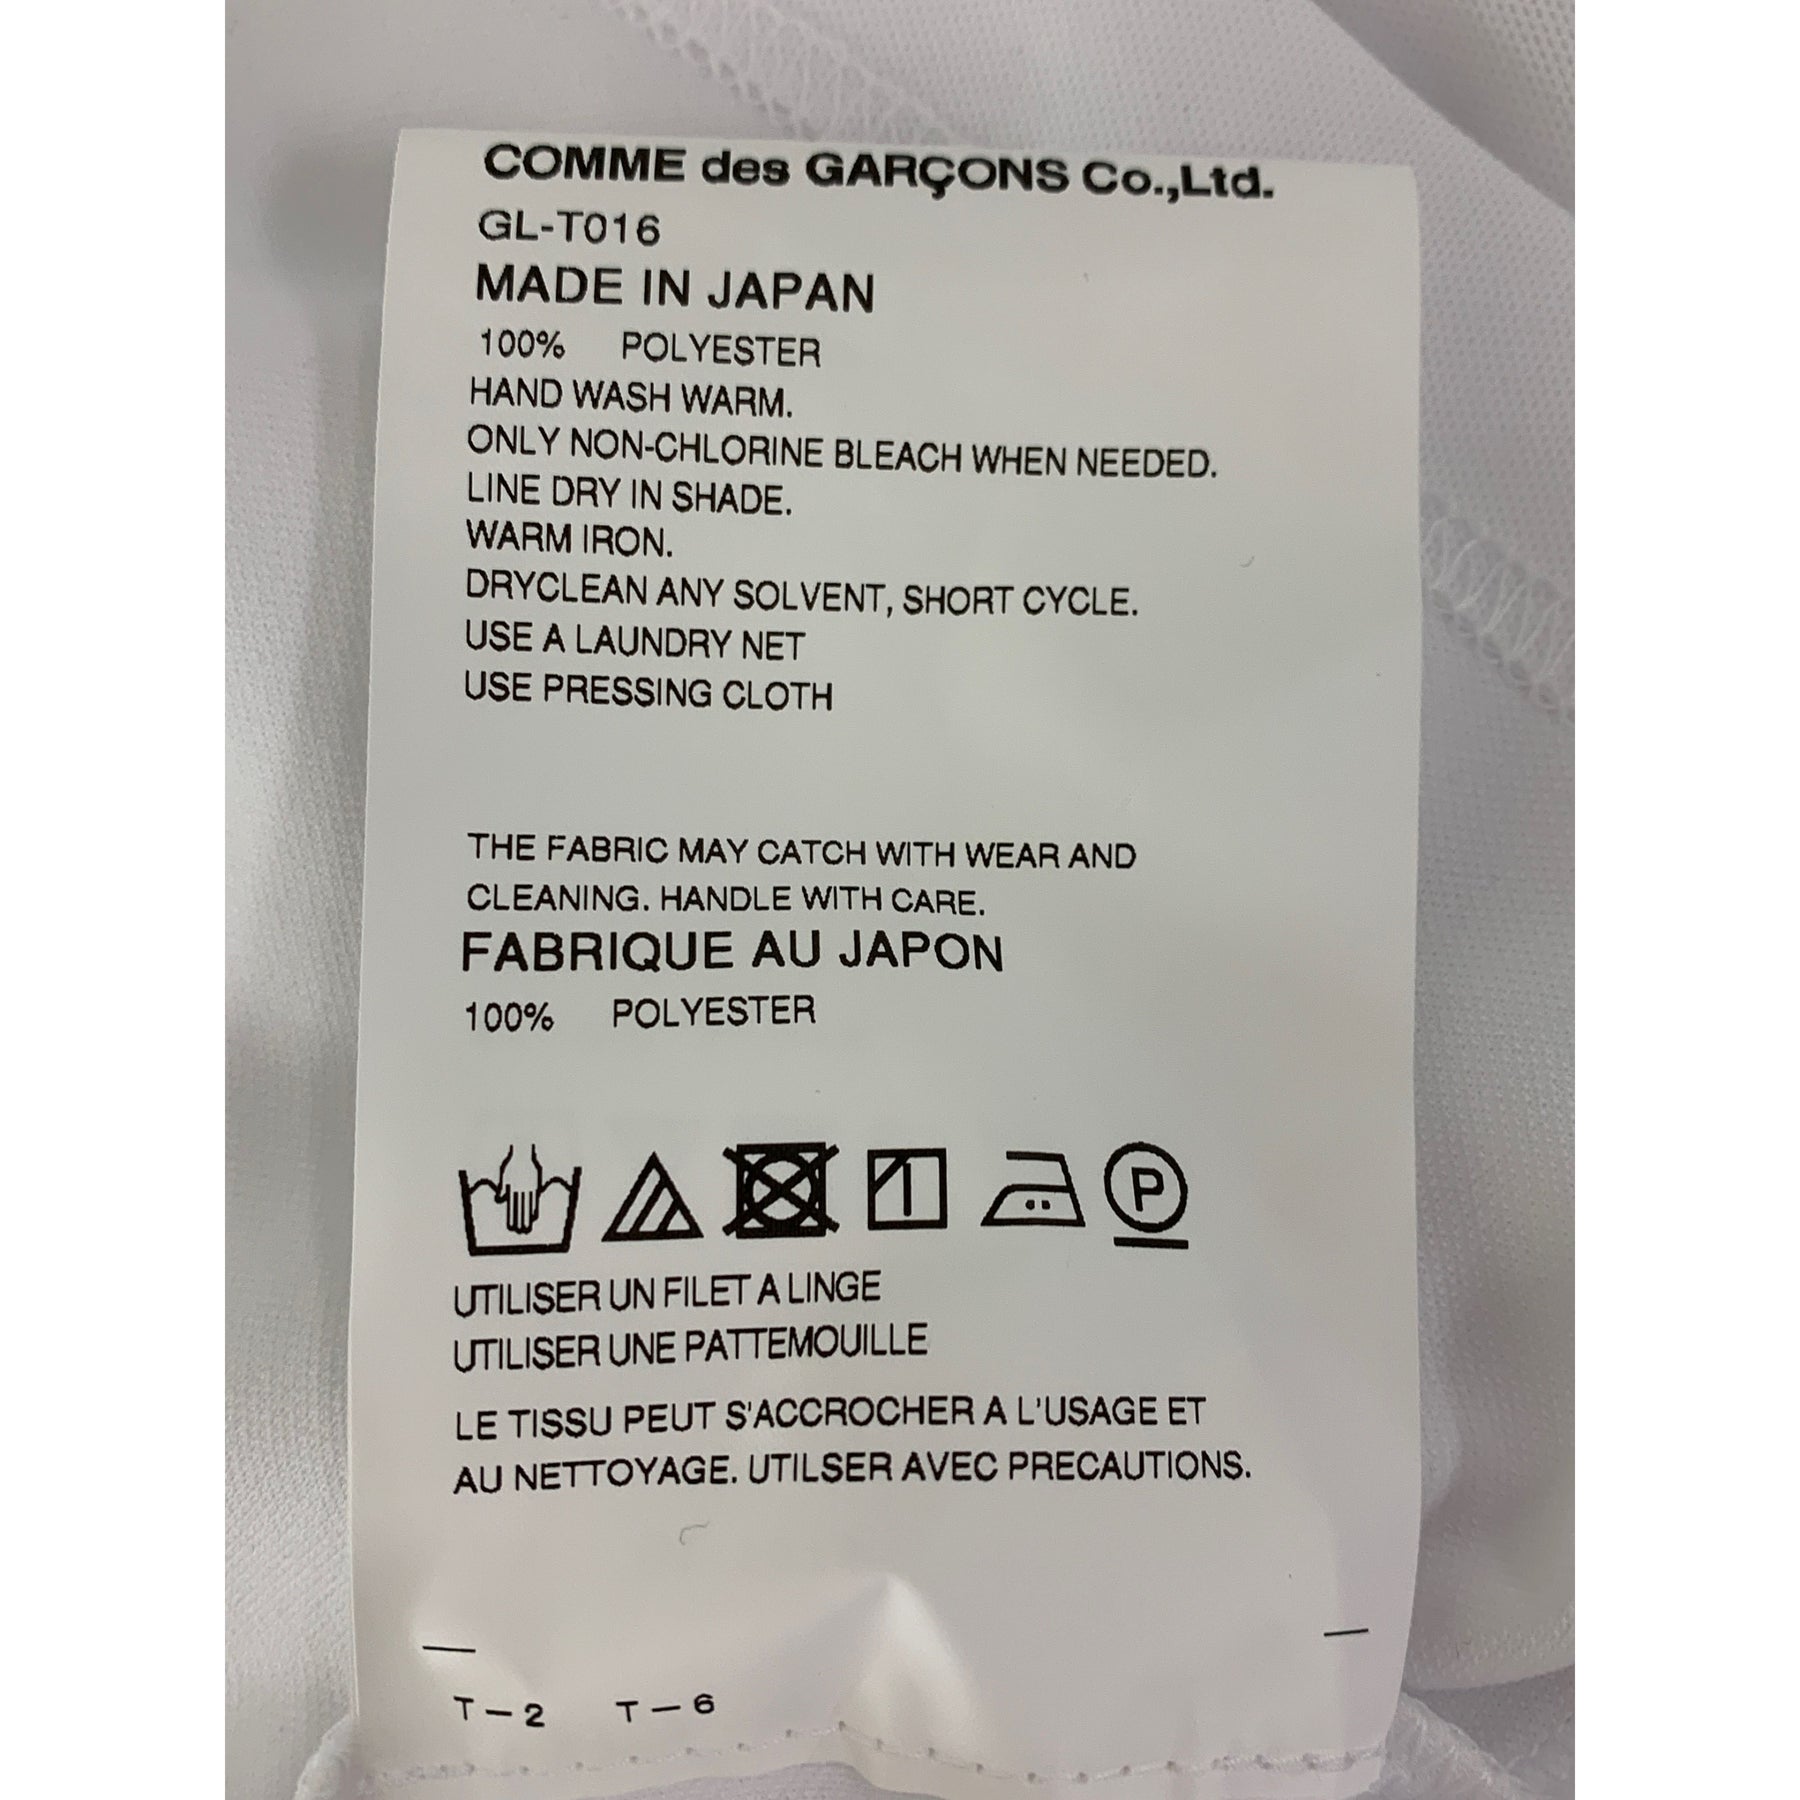 COMME des GARÇONS Co.,Ltd.
GL-T016
MADE IN JAPAN
100% POLYESTER
HAND WASH WARM.
ONLY NON-CHLORINE BLEACH WHEN NEEDED.
LINE DRY IN SHADE.
WARM IRON.
DRYCLEAN ANY SOLVENT, SHORT CYCLE.
USE A LAUNDRY NET
USE PRESSING CLOTH
THE FABRIC MAY CATCH WITH WEAR AND
CLEANING. HANDLE WITH CARE.
FABRIQUE AU JAPON
100% POLYESTER
P
UTILISER UN FILET A LINGE
UTILISER UNE PATTEMOUILLE
LE TISSU PEUT S'ACCROCHER A L'USAGE ET
AU NETTOYAGE. UTILSER AVEC PRECAUTIONS.
T－2 T－6